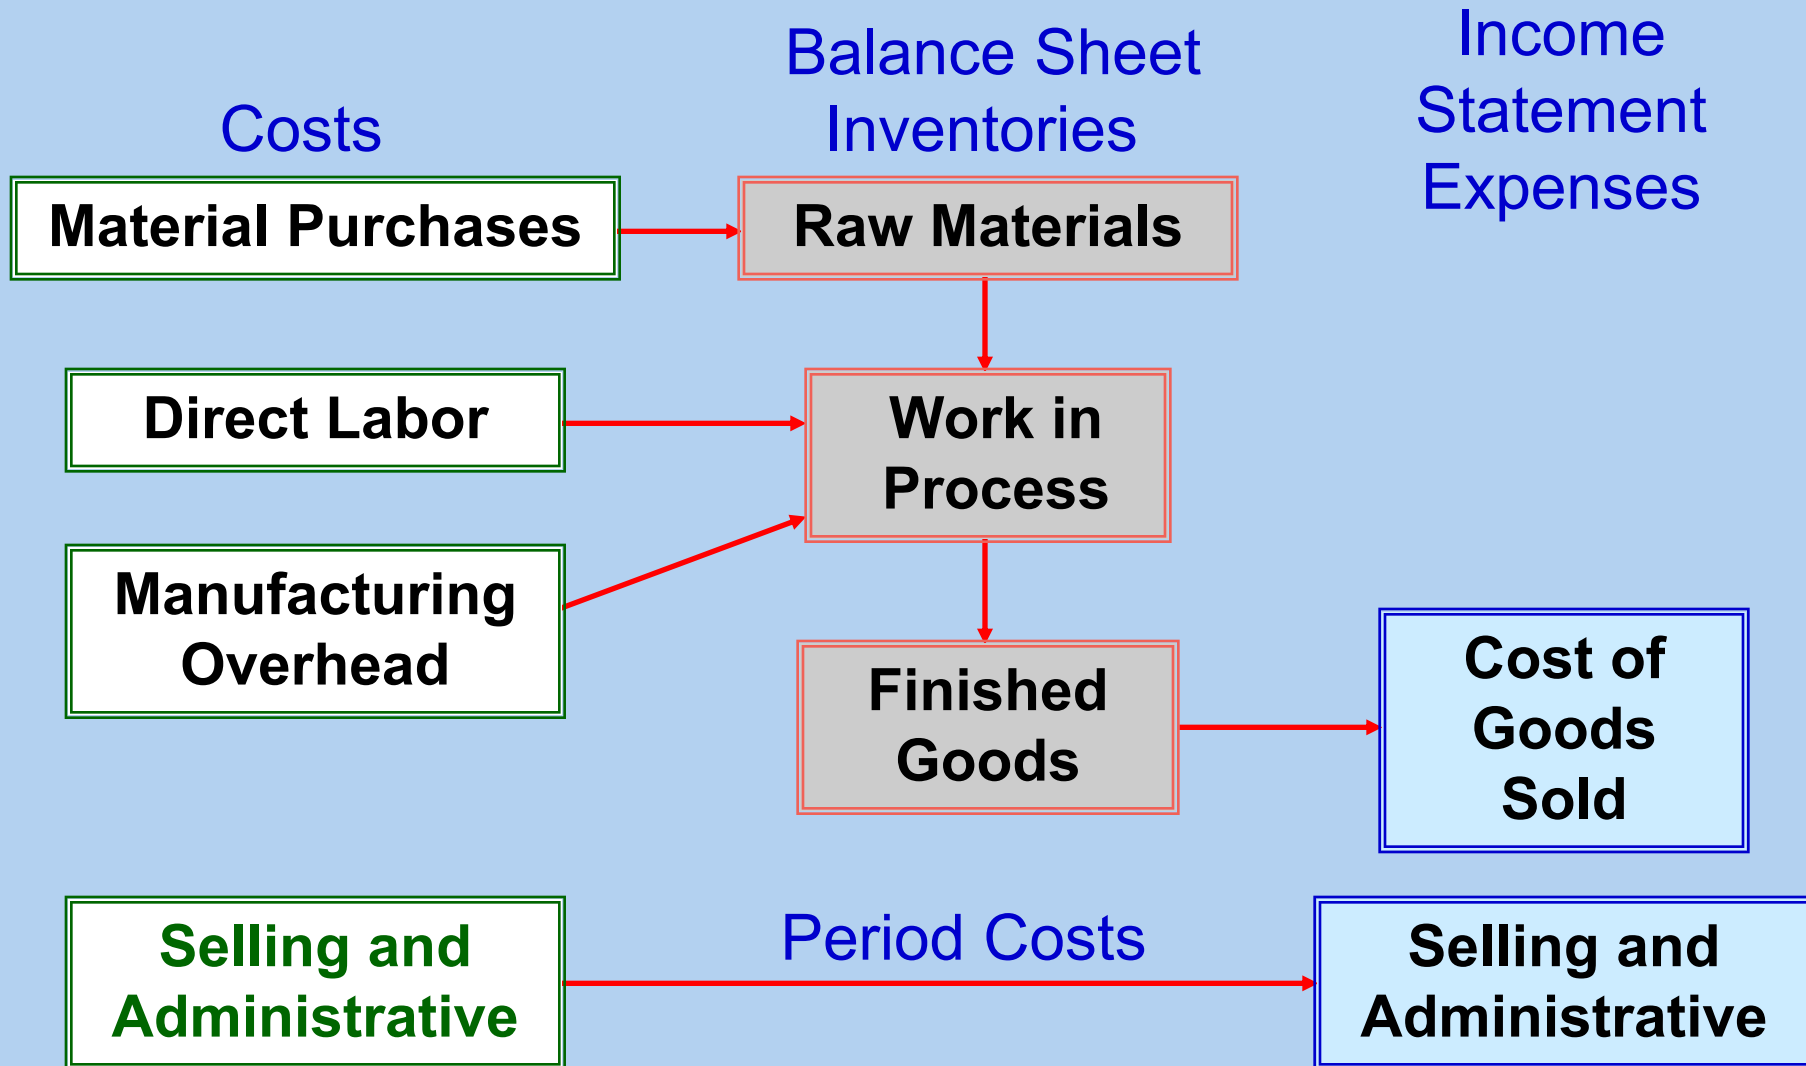 Costs
Balance Sheet
Inventories
Income
Statement
Expenses
Material Purchases
Raw Materials
Direct Labor
Work in
Process
Manufacturing
Overhead
Finished
Goods
Cost of
Goods
Sold
Selling and
Administrative
Period Costs
Selling and
Administrative